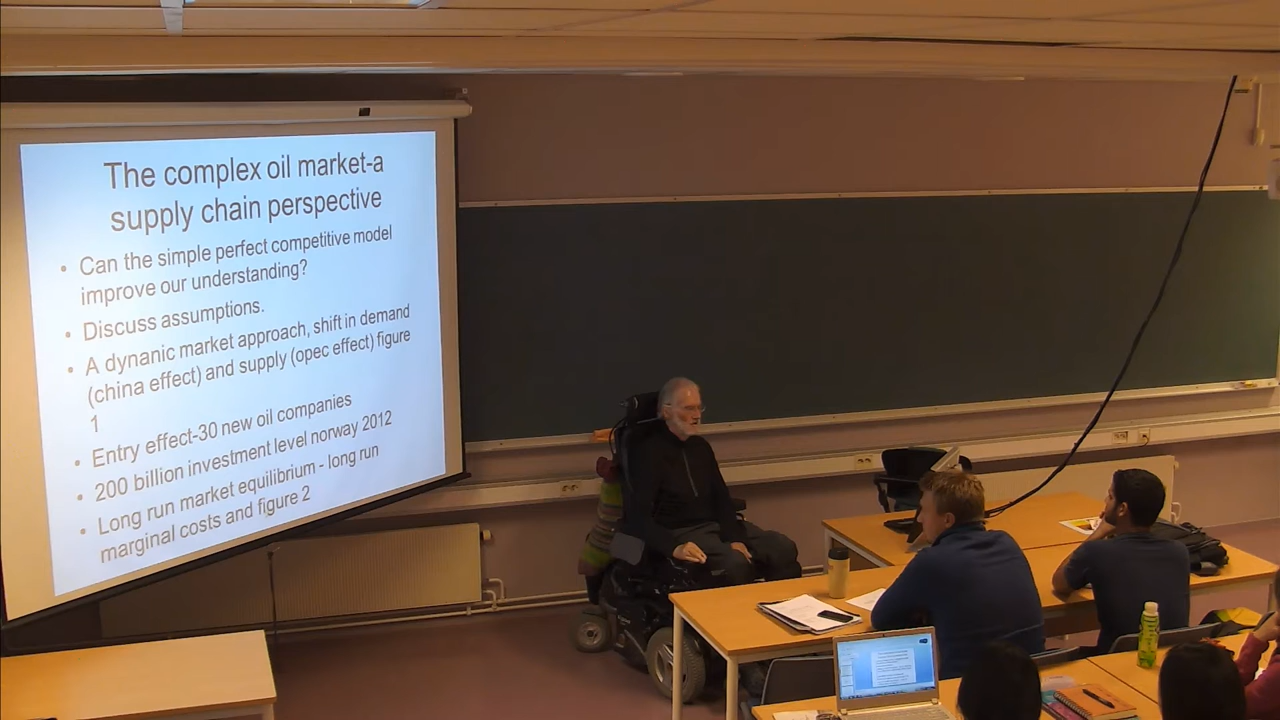 The complex oil market-a
supply chain perspective
• Can the simple perfect competitive model
improve our understanding?
• Discuss assumptions.
• A dynamic market approach, shift in demand
(china effect) and supply (opec effect) figure
1
• Entry effect-30 new oil companies
• 200 billion investment level norway 2012
• Long run market equilibrium - long run
marginal costs and figure 2